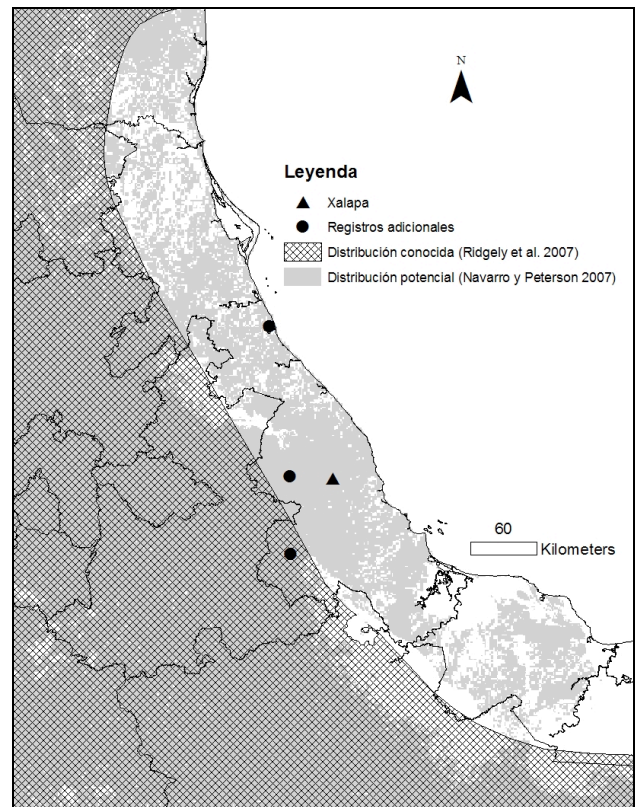 N
Leyenda
Xalapa
Registros adicionales
Distribución conocida (Ridgely et al. 2007)
Distribución potencial (Navarro y Peterson 2007)
60
Kilometers